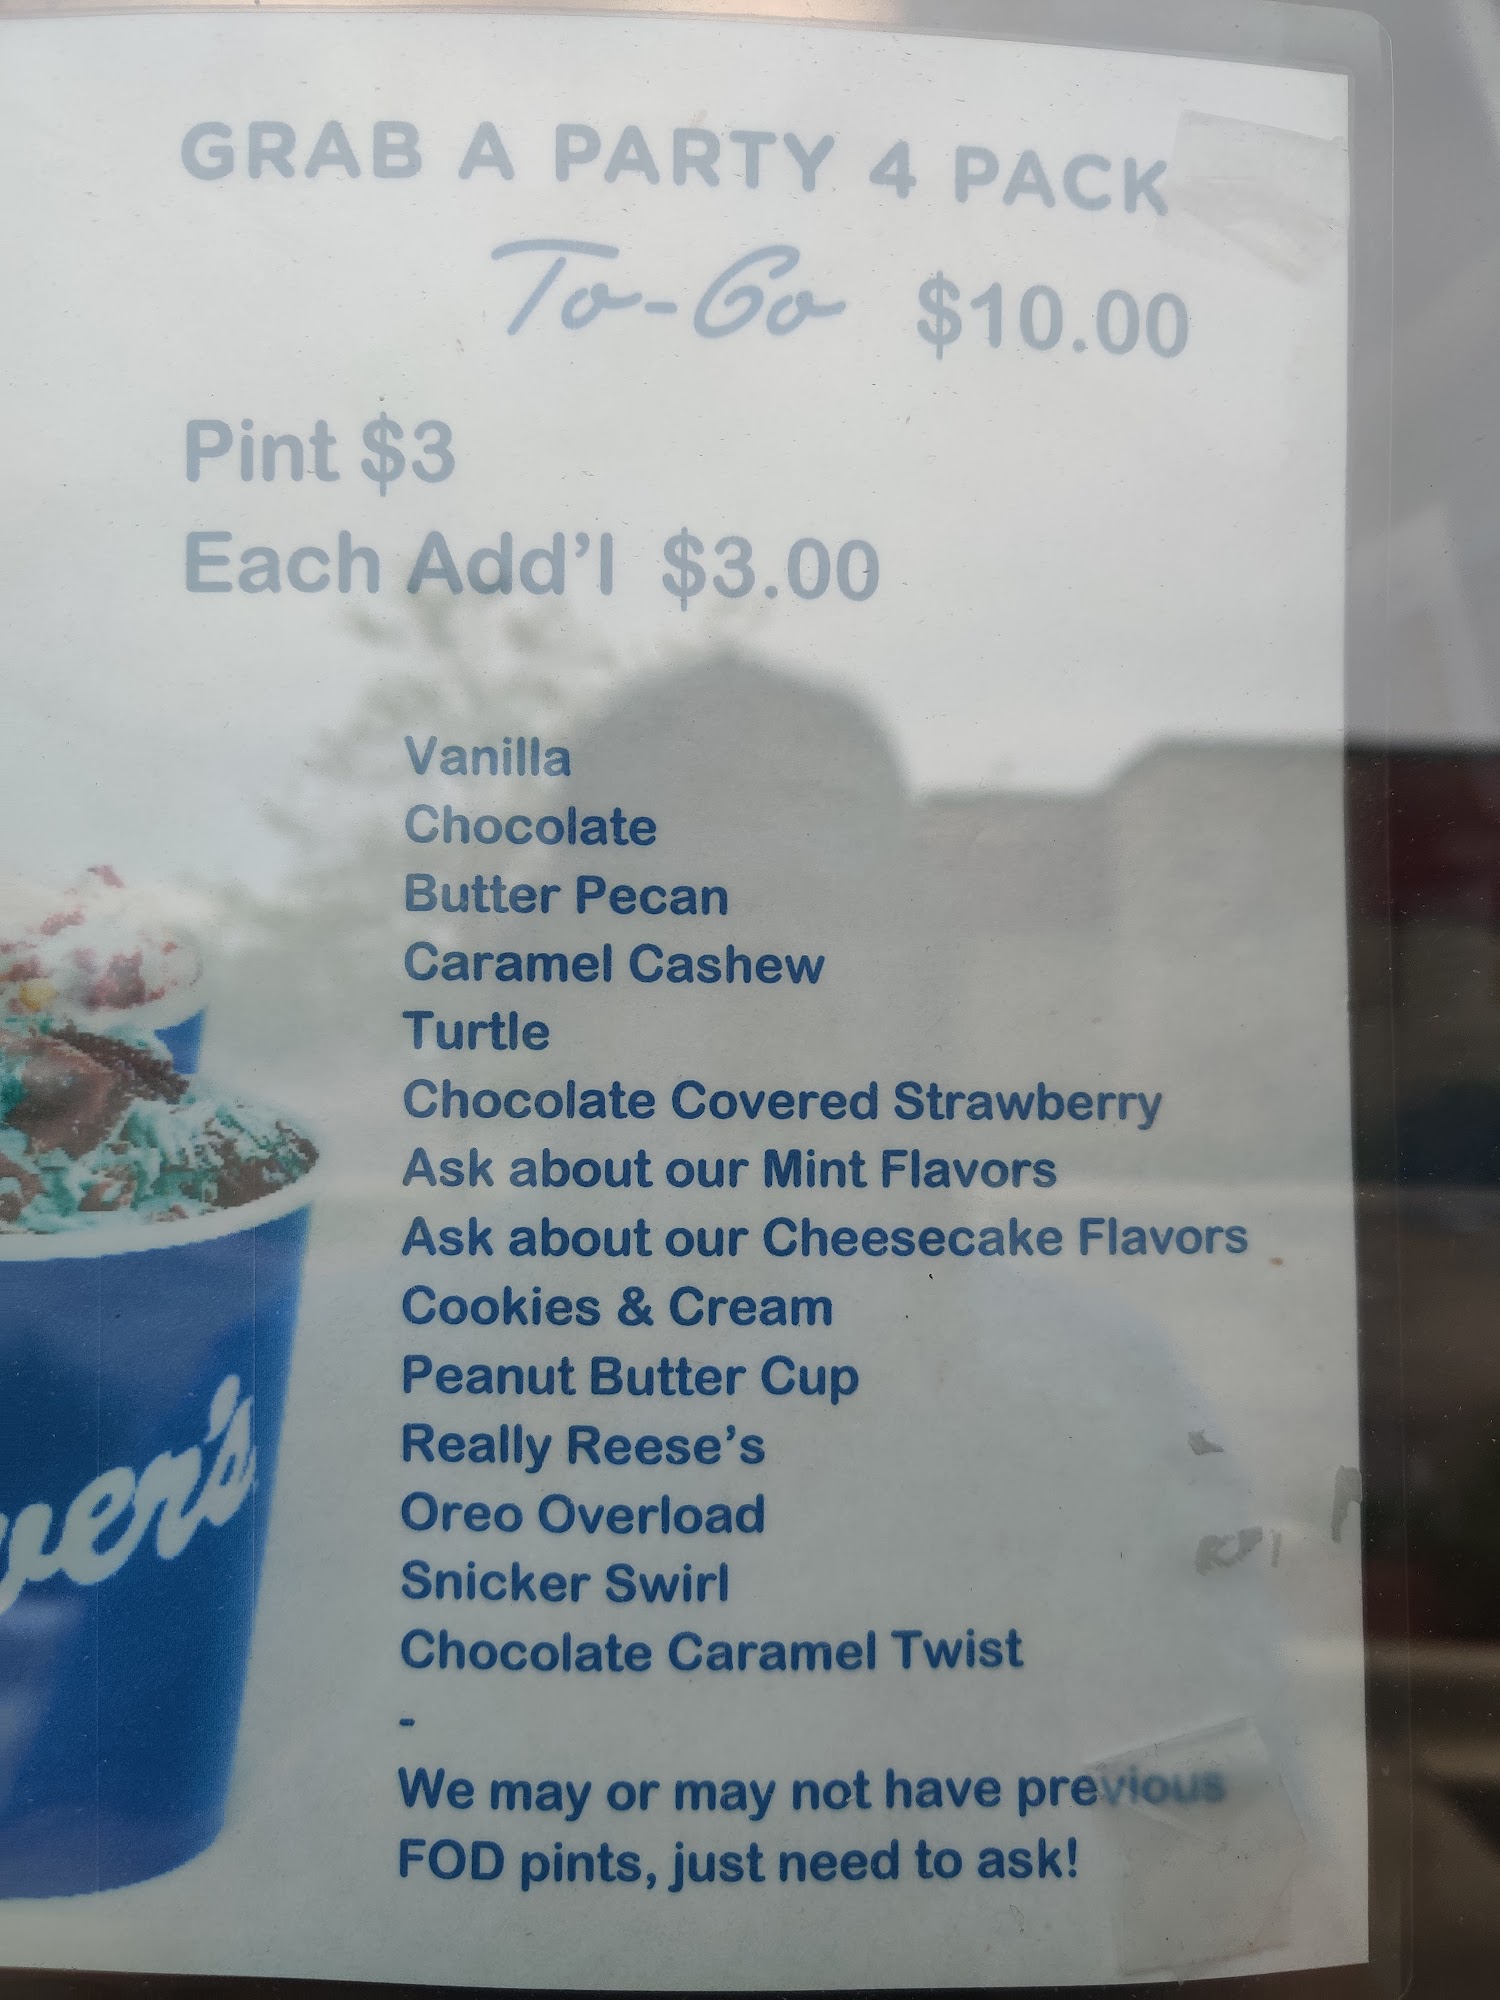 GRAB A PARTY 4 PACK
To-Go $10.00
Pint $3
Each Add'l $3.00
Vanilla
Chocolate
Butter Pecan
Caramel Cashew
Turtle
Chocolate Covered Strawberry
Ask about our Mint Flavors
Ask about our Cheesecake Flavors
Cookies & Cream
Peanut Butter Cup
Really Reese's
Oreo Overload
Snicker Swirl
Chocolate Caramel Twist
-
We may or may not have previous
FOD pints, just need to ask!
ver's